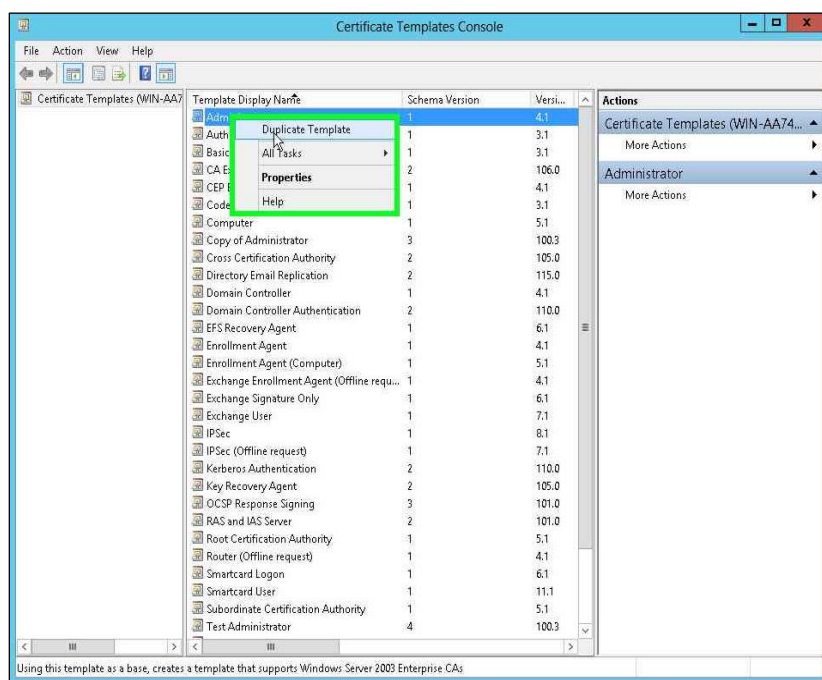 Certificate Templates Console
File Action View Help
Certificate Templates (WIN-AA7
Template Display Name Schema Version Versi...
Adm 1 4.1
Auth 1 3.1
Basic 1 3.1
CA E 2 106.0
CEP E 1 4.1
Code 1 3.1
Duplicate Template
All Tasks
Properties
Help
Computer 1 5.1
Copy of Administrator 3 100.3
Cross Certification Authority 2 105.0
Directory Email Replication 2 115.0
Domain Controller 1 4.1
Domain Controller Authentication 2 110.0
EFS Recovery Agent 1 6.1
Enrollment Agent 1 4.1
Enrollment Agent (Computer) 1 5.1
Exchange Enrollment Agent (Offline requ... 1 4.1
Exchange Signature Only 1 6.1
Exchange User 1 7.1
IPSec 1 8.1
IPSec (Offline request) 1 7.1
Kerberos Authentication 2 110.0
Key Recovery Agent 2 105.0
OCSP Response Signing 3 101.0
RAS and IAS Server 2 101.0
Root Certification Authority 1 5.1
Router (Offline request) 1 4.1
Smartcard Logon 1 6.1
Smartcard User 1 11.1
Subordinate Certification Authority 1 5.1
Test Administrator 4 100.3
Actions
Certificate Templates (WIN-AA74...
More Actions
Administrator
More Actions
Using this template as a base, creates a template that supports Windows Server 2003 Enterprise CAs